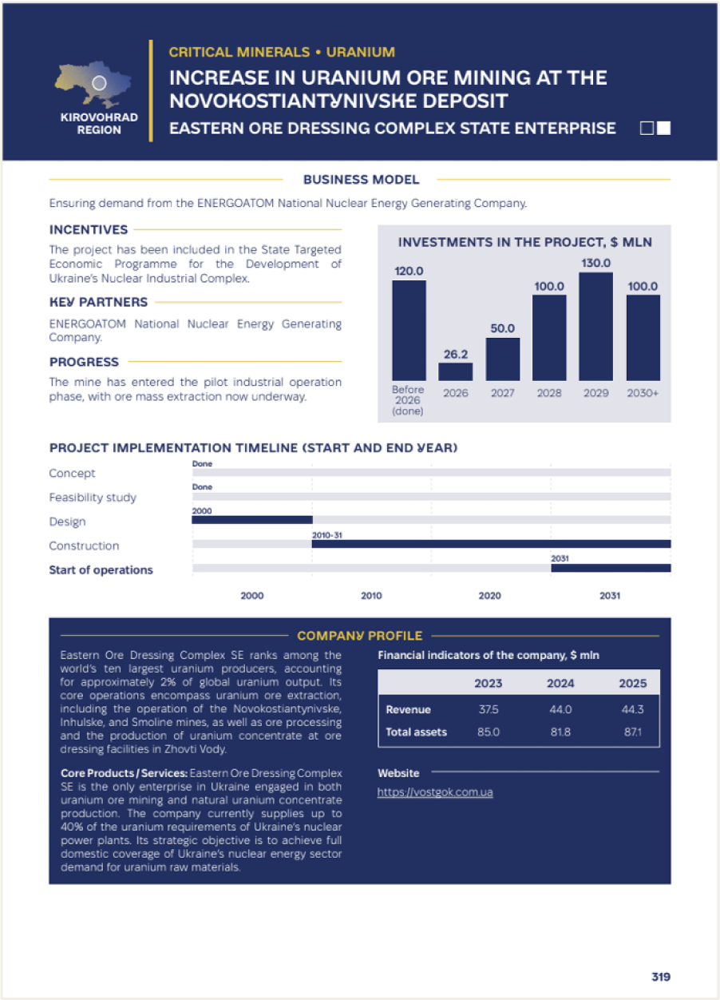 CRITICAL MINERALS • URANIUM
INCREASE IN URANIUM ORE MINING AT THE
NOVOKOSTIANTYNIVSKE DEPOSIT
EASTERN ORE DRESSING COMPLEX STATE ENTERPRISE
KIROVOHRAD
REGION
BUSINESS MODEL
Ensuring demand from the ENERGOATOM National Nuclear Energy Generating Company.
INCENTIVES
The project has been included in the State Targeted
Economic Programme for the Development of
Ukraine's Nuclear Industrial Complex.
KEY PARTNERS
ENERGOATOM National Nuclear Energy Generating
Company.
PROGRESS
The mine has entered the pilot industrial operation
phase, with ore mass extraction now underway.
INVESTMENTS IN THE PROJECT, $ MLN
120.0
26.2
50.0
100.0
130.0
100.0
Before
2026
(done)
2026
2027
2028
2029
2030+
PROJECT IMPLEMENTATION TIMELINE (START AND END YEAR)
Concept
Done
Feasibility study
Done
Design
2000
Construction
2010-31
Start of operations
2031
2000 2010 2020 2031
COMPANY PROFILE
Eastern Ore Dressing Complex SE ranks among the
world's ten largest uranium producers, accounting
for approximately 2% of global uranium output. Its
core operations encompass uranium ore extraction,
including the operation of the Novokostiantynivske,
Inhulske, and Smoline mines, as well as ore processing
and the production of uranium concentrate at ore
dressing facilities in Zhovti Vody.
Core Products / Services: Eastern Ore Dressing Complex
SE is the only enterprise in Ukraine engaged in both
uranium ore mining and natural uranium concentrate
production. The company currently supplies up to
40% of the uranium requirements of Ukraine's nuclear
power plants. Its strategic objective is to achieve full
domestic coverage of Ukraine's nuclear energy sector
demand for uranium raw materials.
Financial indicators of the company, $ mln
2023 2024 2025
Revenue 37.5 44.0 44.3
Total assets 85.0 81.8 87.1
Website
https://vostgok.com.ua
319